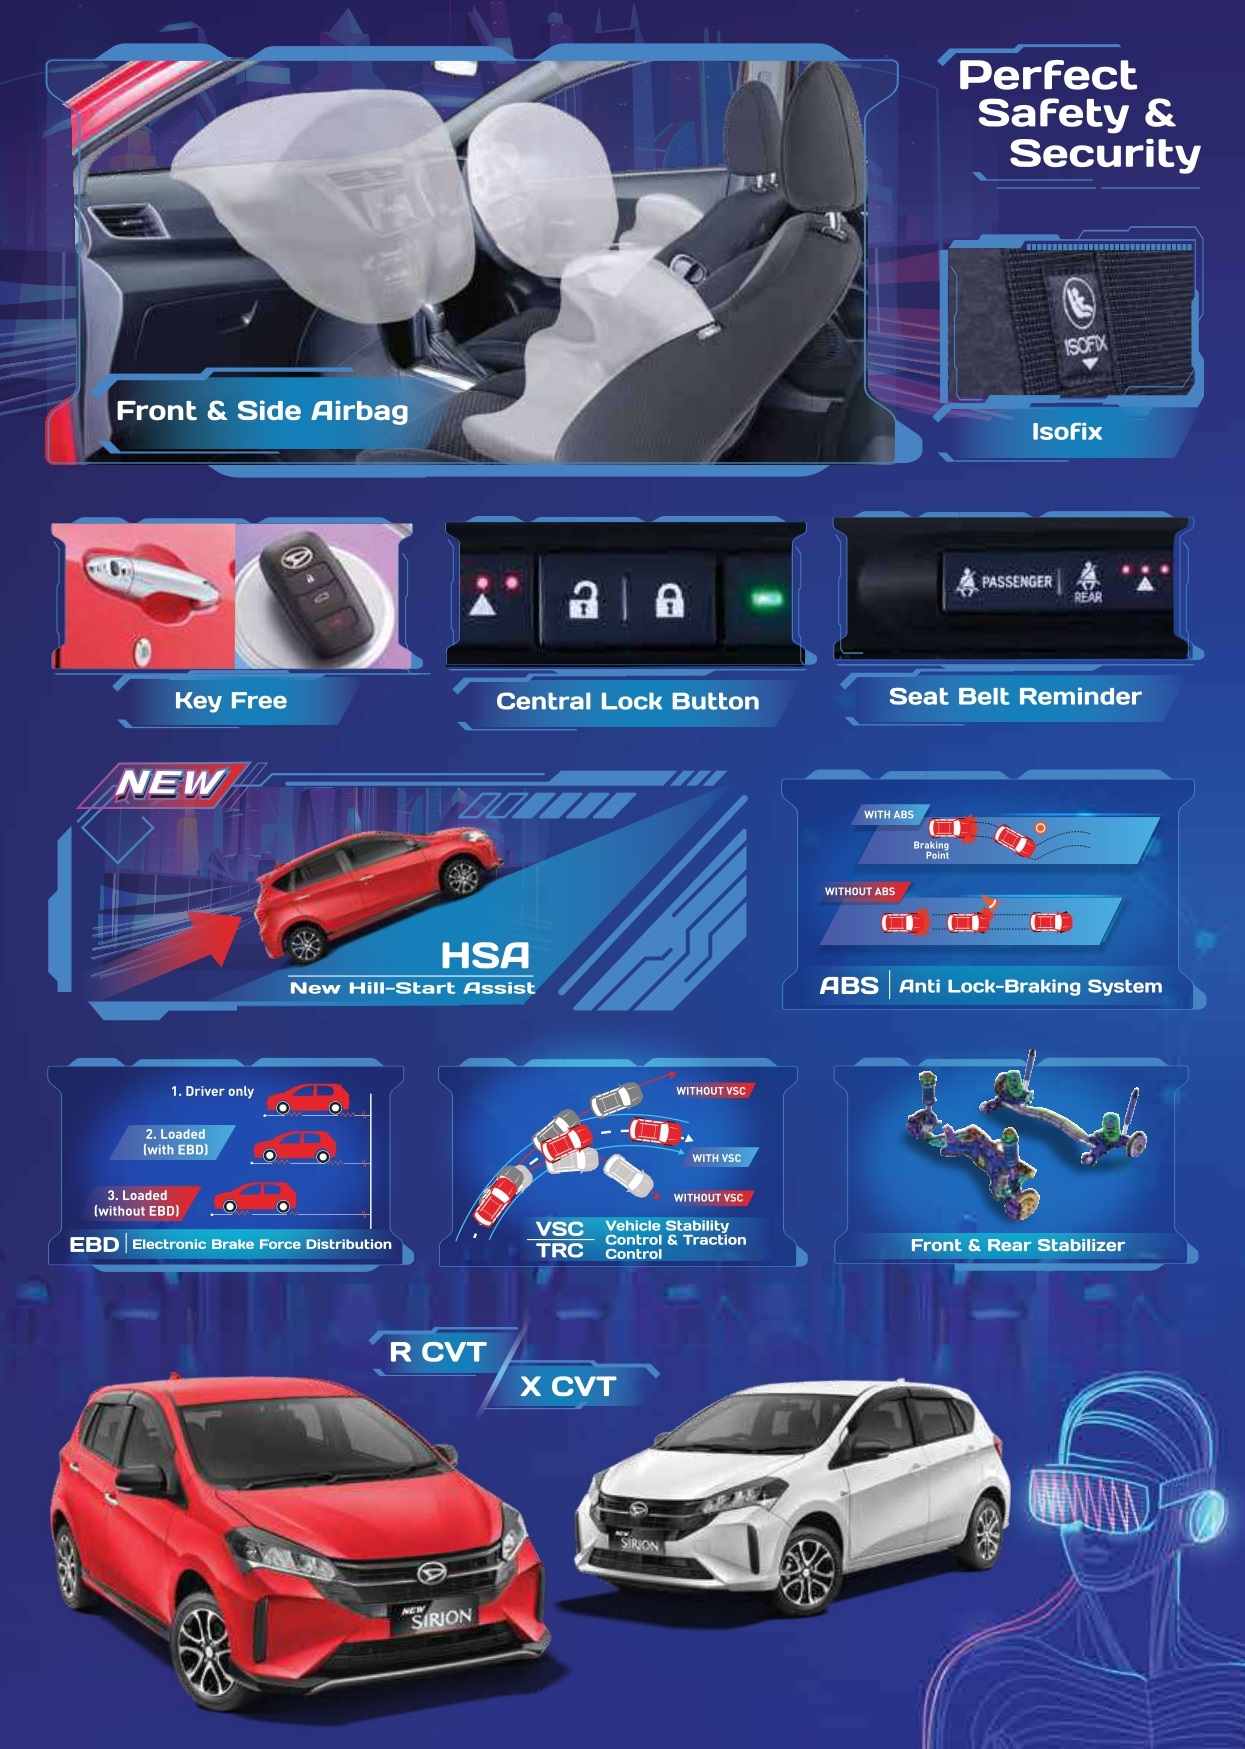 Perfect
Safety &
Security
Front & Side Airbag
ISOFIX
Isofix
Key Free
Central Lock Button
PASSENGER
REAR
Seat Belt Reminder
NEW
HSA
New Hill-Start Assist
WITH ABS
Braking
Point
WITHOUT ABS
ABS | Anti Lock-Braking System
1. Driver only
2. Loaded
(with EBD)
3. Loaded
(without EBD)
EBD | Electronic Brake Force Distribution
WITHOUT VSC
WITH VSC
WITHOUT VSC
VSC
TRC
Vehicle Stability
Control & Traction
Control
Front & Rear Stabilizer
R CVT
X CVT
NEW
SIRION
NEW
SIRION